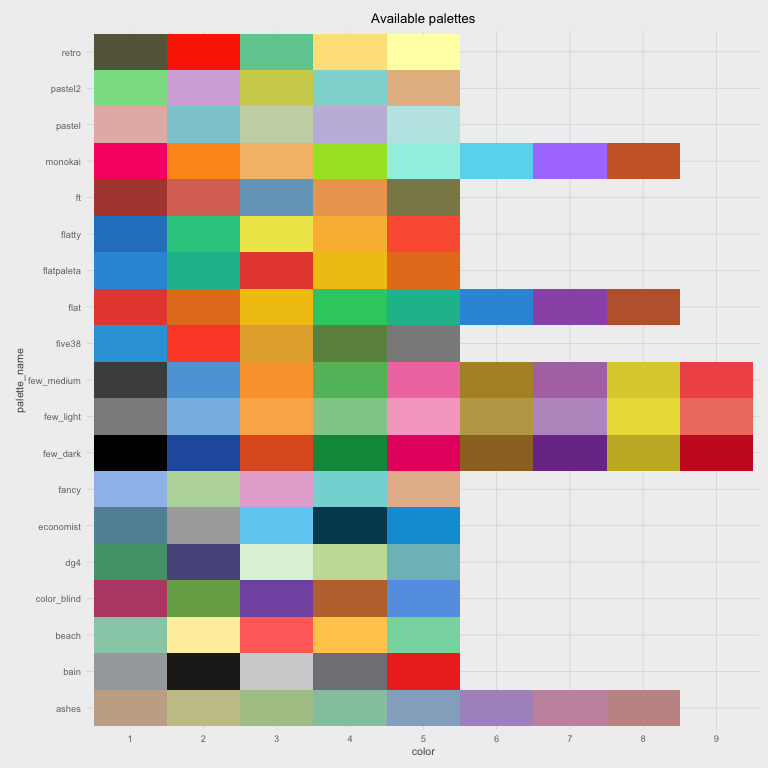 Available palettes
retro
pastel2
pastel
monokai
ft
flatty
flatpaleta
flat
five38
few_medium
few_light
few_dark
fancy
economist
dg4
color_blind
beach
bain
ashes
palette_name
1 2 3 4 5 6 7 8 9
color